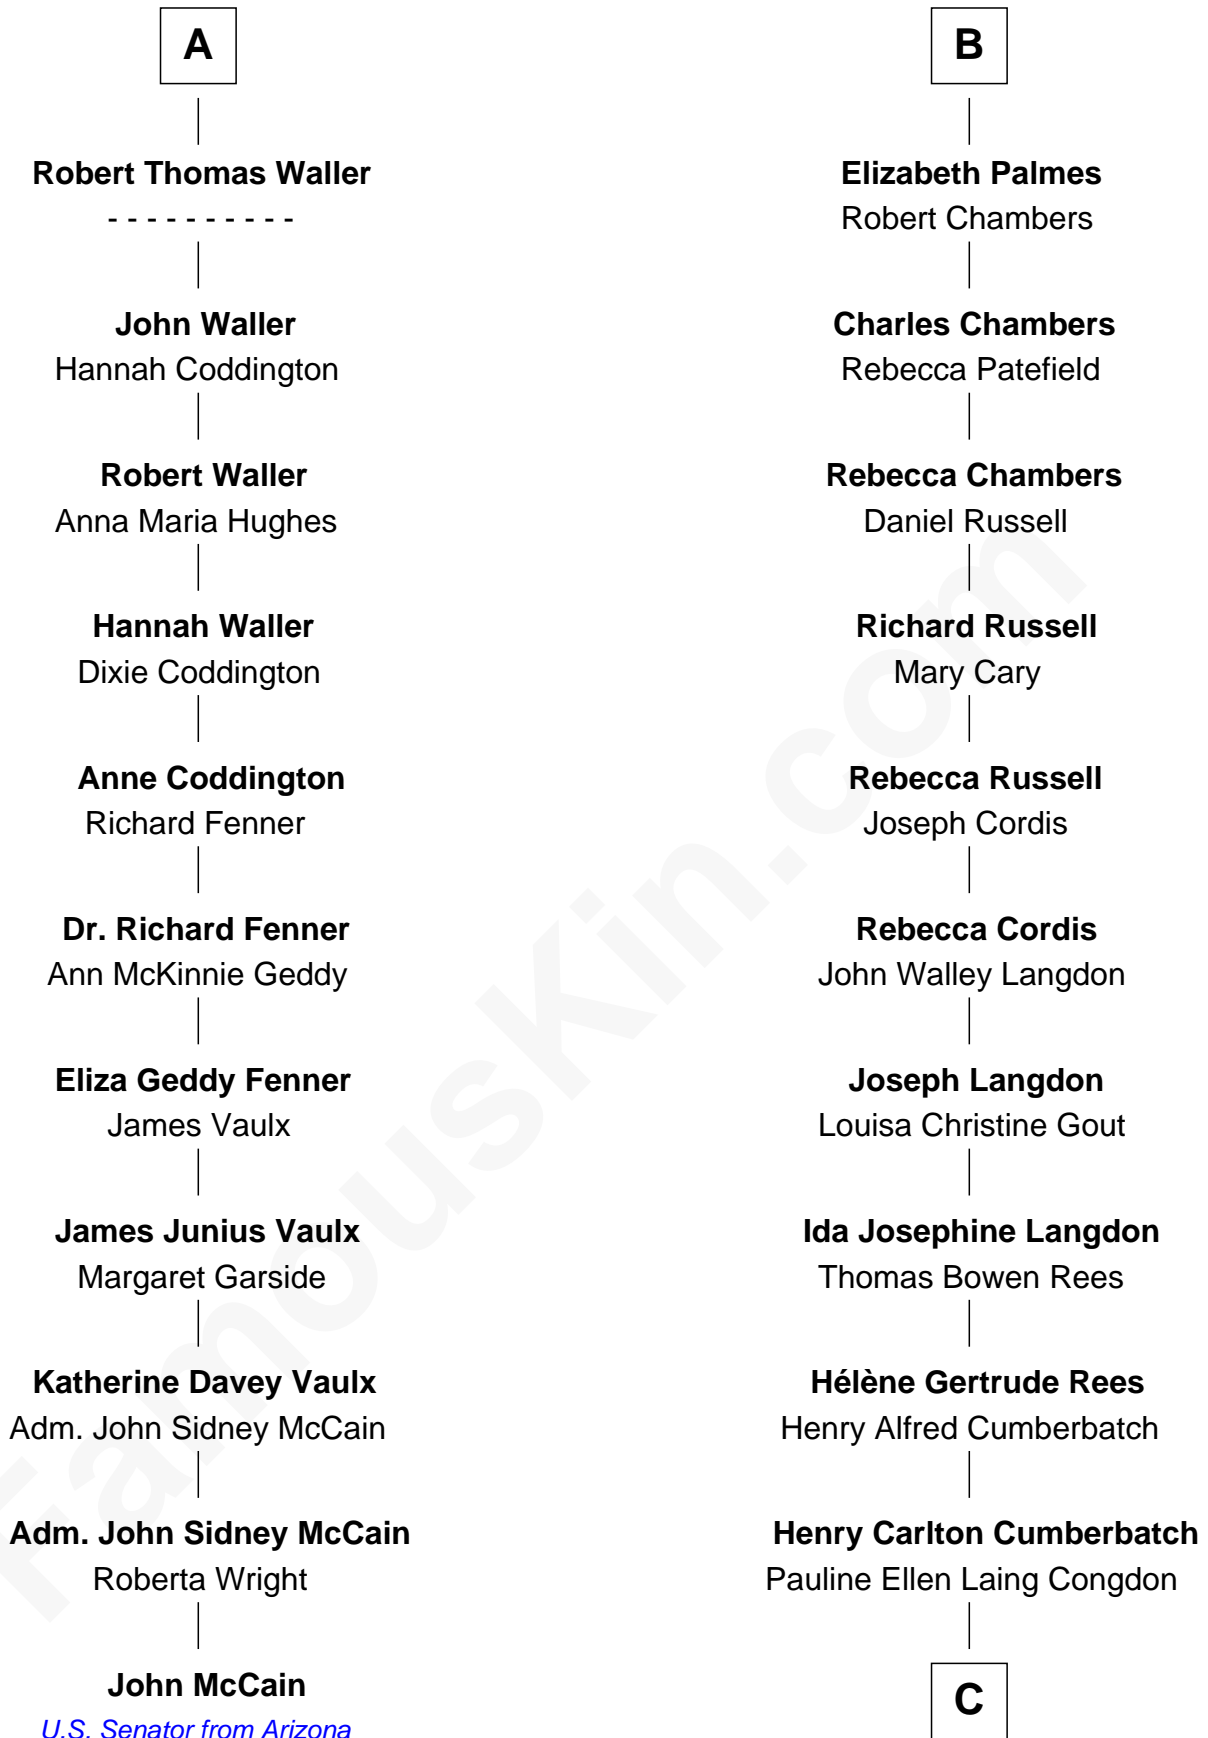 A
Robert Thomas Waller
- - - - - - - - - -
John Waller
Hannah Coddington
Robert Waller
Anna Maria Hughes
Hannah Waller
Dixie Coddington
Anne Coddington
Richard Fenner
Dr. Richard Fenner
Ann McKinnie Geddy
Eliza Geddy Fenner
James Vaulx
James Junius Vaulx
Margaret Garside
Katherine Davey Vaulx
Adm. John Sidney McCain
Adm. John Sidney McCain
Roberta Wright
John McCain
U.S. Senator from Arizona
B
Elizabeth Palmes
Robert Chambers
Charles Chambers
Rebecca Patefield
Rebecca Chambers
Daniel Russell
Richard Russell
Mary Cary
Rebecca Russell
Joseph Cordis
Rebecca Cordis
John Walley Langdon
Joseph Langdon
Louisa Christine Gout
Ida Josephine Langdon
Thomas Bowen Rees
Hélène Gertrude Rees
Henry Alfred Cumberbatch
Henry Carlton Cumberbatch
Pauline Ellen Laing Congdon
C
FamousKin.com